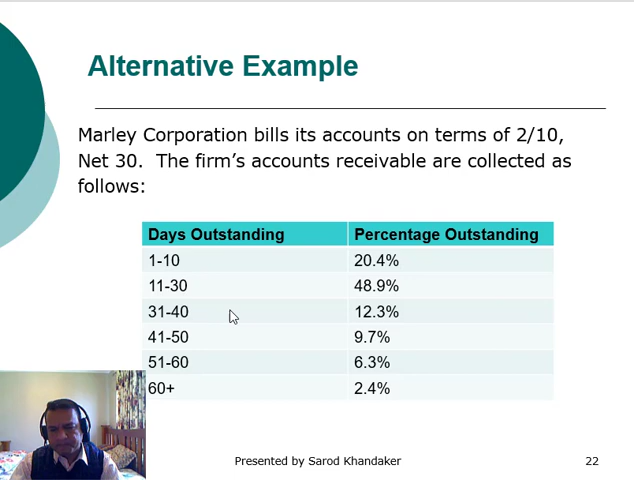 Alternative Example
Marley Corporation bills its accounts on terms of 2/10,
Net 30.  The firm's accounts receivable are collected as
follows:
Days Outstanding Percentage Outstanding
1-10 20.4%
11-30 48.9%
31-40 12.3%
41-50 9.7%
51-60 6.3%
60+ 2.4%
Presented by Sarod Khandaker 22